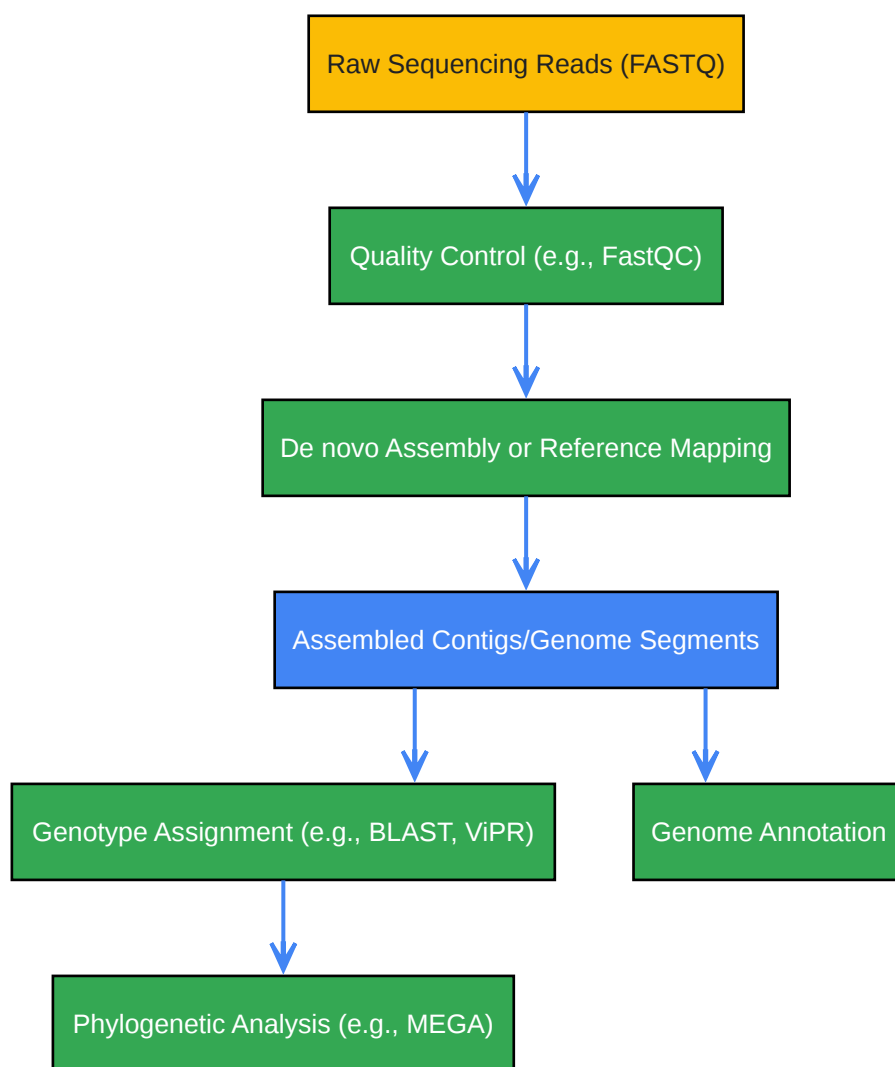 Raw Sequencing Reads (FASTQ)
Quality Control (e.g., FastQC)
De novo Assembly or Reference Mapping
Assembled Contigs/Genome Segments
Genotype Assignment (e.g., BLAST, ViPR)
Genome Annotation
Phylogenetic Analysis (e.g., MEGA)